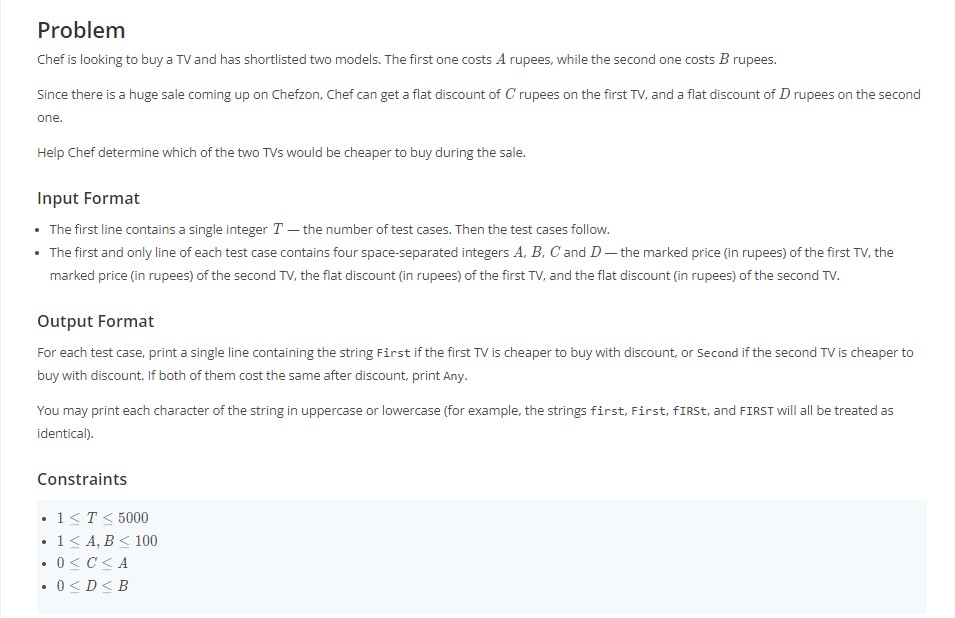 Problem
Chef is looking to buy a TV and has shortlisted two models. The first one costs A rupees, while the second one costs B rupees.
Since there is a huge sale coming up on Chefzon, Chef can get a flat discount of C rupees on the first TV, and a flat discount of D rupees on the second
one.
Help Chef determine which of the two TVs would be cheaper to buy during the sale.
Input Format
• The first line contains a single integer T — the number of test cases. Then the test cases follow.
• The first and only line of each test case contains four space-separated integers A, B, C and D — the marked price (in rupees) of the first TV, the
marked price (in rupees) of the second TV, the flat discount (in rupees) of the first TV, and the flat discount (in rupees) of the second TV.
Output Format
For each test case, print a single line containing the string First if the first TV is cheaper to buy with discount, or Second if the second TV is cheaper to
buy with discount. If both of them cost the same after discount, print Any.
You may print each character of the string in uppercase or lowercase (for example, the strings first, First, fIRSt, and FIRST will all be treated as
identical).
Constraints
• 1 ≤ T ≤ 5000
• 1 ≤ A, B ≤ 100
• 0 ≤ C ≤ A
• 0 ≤ D ≤ B